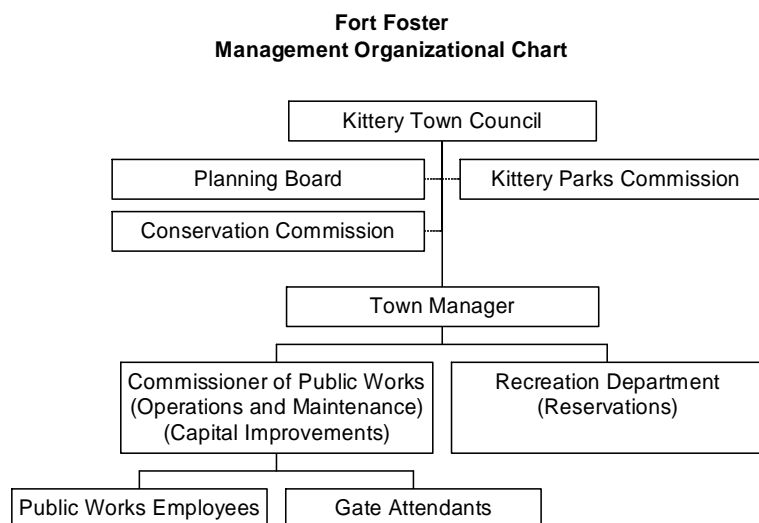 Fort Foster
Management Organizational Chart
Kittery Town Council
Planning Board
Kittery Parks Commission
Conservation Commission
Town Manager
Commissioner of Public Works
(Operations and Maintenance)
(Capital Improvements)
Recreation Department
(Reservations)
Public Works Employees
Gate Attendants